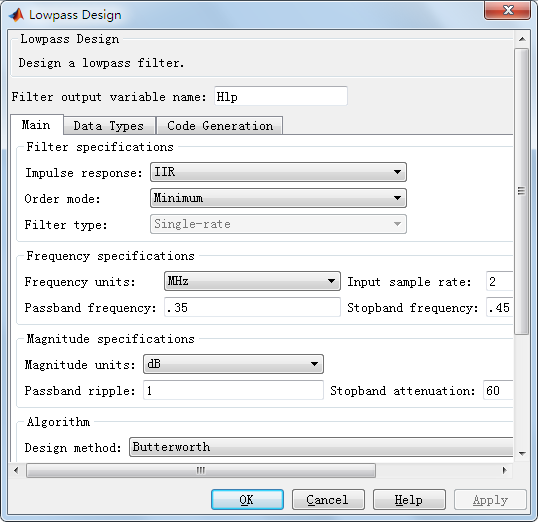 Lowpass Design
Lowpass Design
Design a lowpass filter.
Filter output variable name: Hlp
Main Data Types Code Generation
Filter specifications
Impulse response: IIR
Order mode: Minimum
Filter type: Single-rate
Frequency specifications
Frequency units: MHz Input sample rate: 2
Passband frequency: .35 Stopband frequency: .45
Magnitude specifications
Magnitude units: dB
Passband ripple: 1 Stopband attenuation: 60
Algorithm
Design method: Butterworth
OK Cancel Help Apply